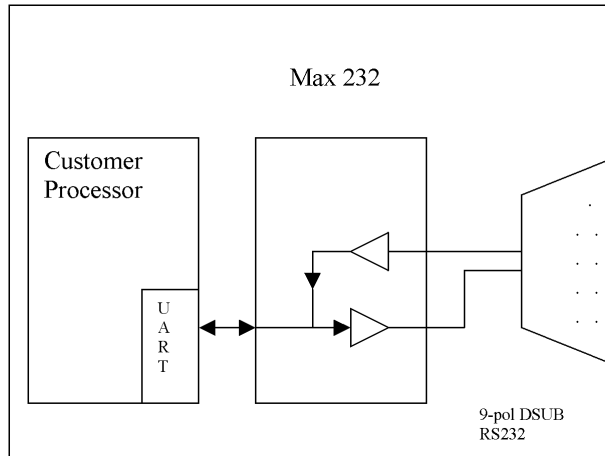 Max 232
Customer
Processor
U
A
R
T
9-pol DSUB
RS232